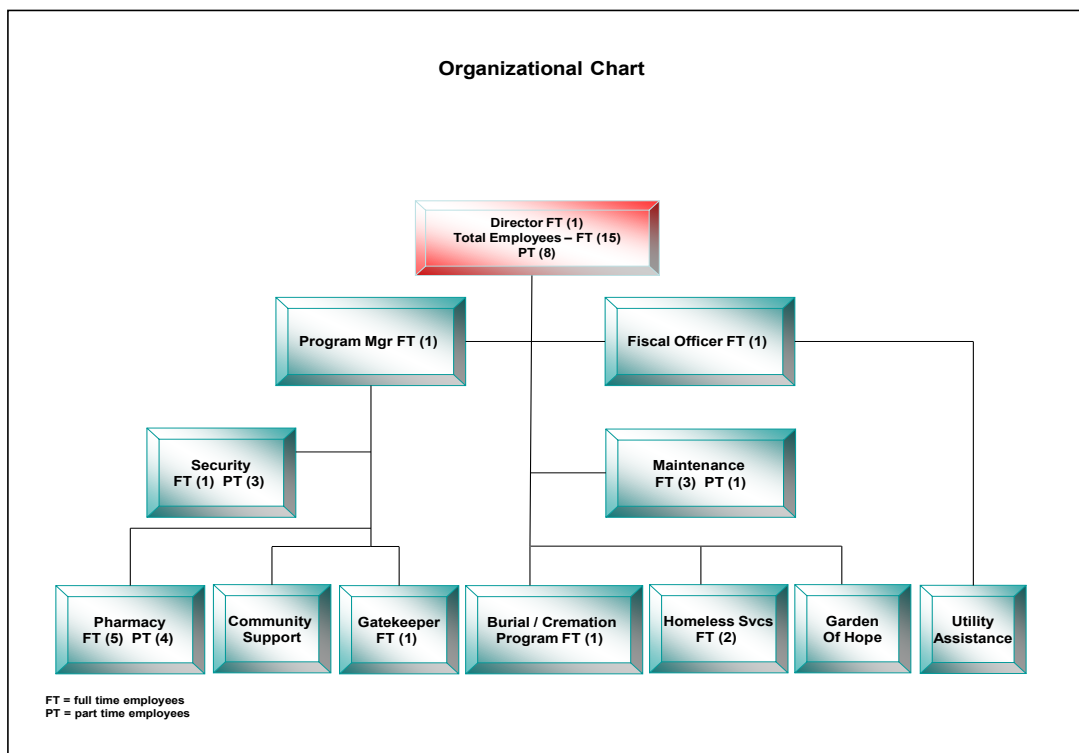 Organizational Chart
Director FT (1)
Total Employees – FT (15)
PT (8)
Program Mgr FT (1)
Fiscal Officer FT (1)
Security
FT (1) PT (3)
Maintenance
FT (3) PT (1)
Pharmacy
FT (5) PT (4)
Community
Support
Gatekeeper
FT (1)
Burial / Cremation
Program FT (1)
Homeless Svcs
FT (2)
Garden
Of Hope
Utility
Assistance
FT = full time employees
PT = part time employees